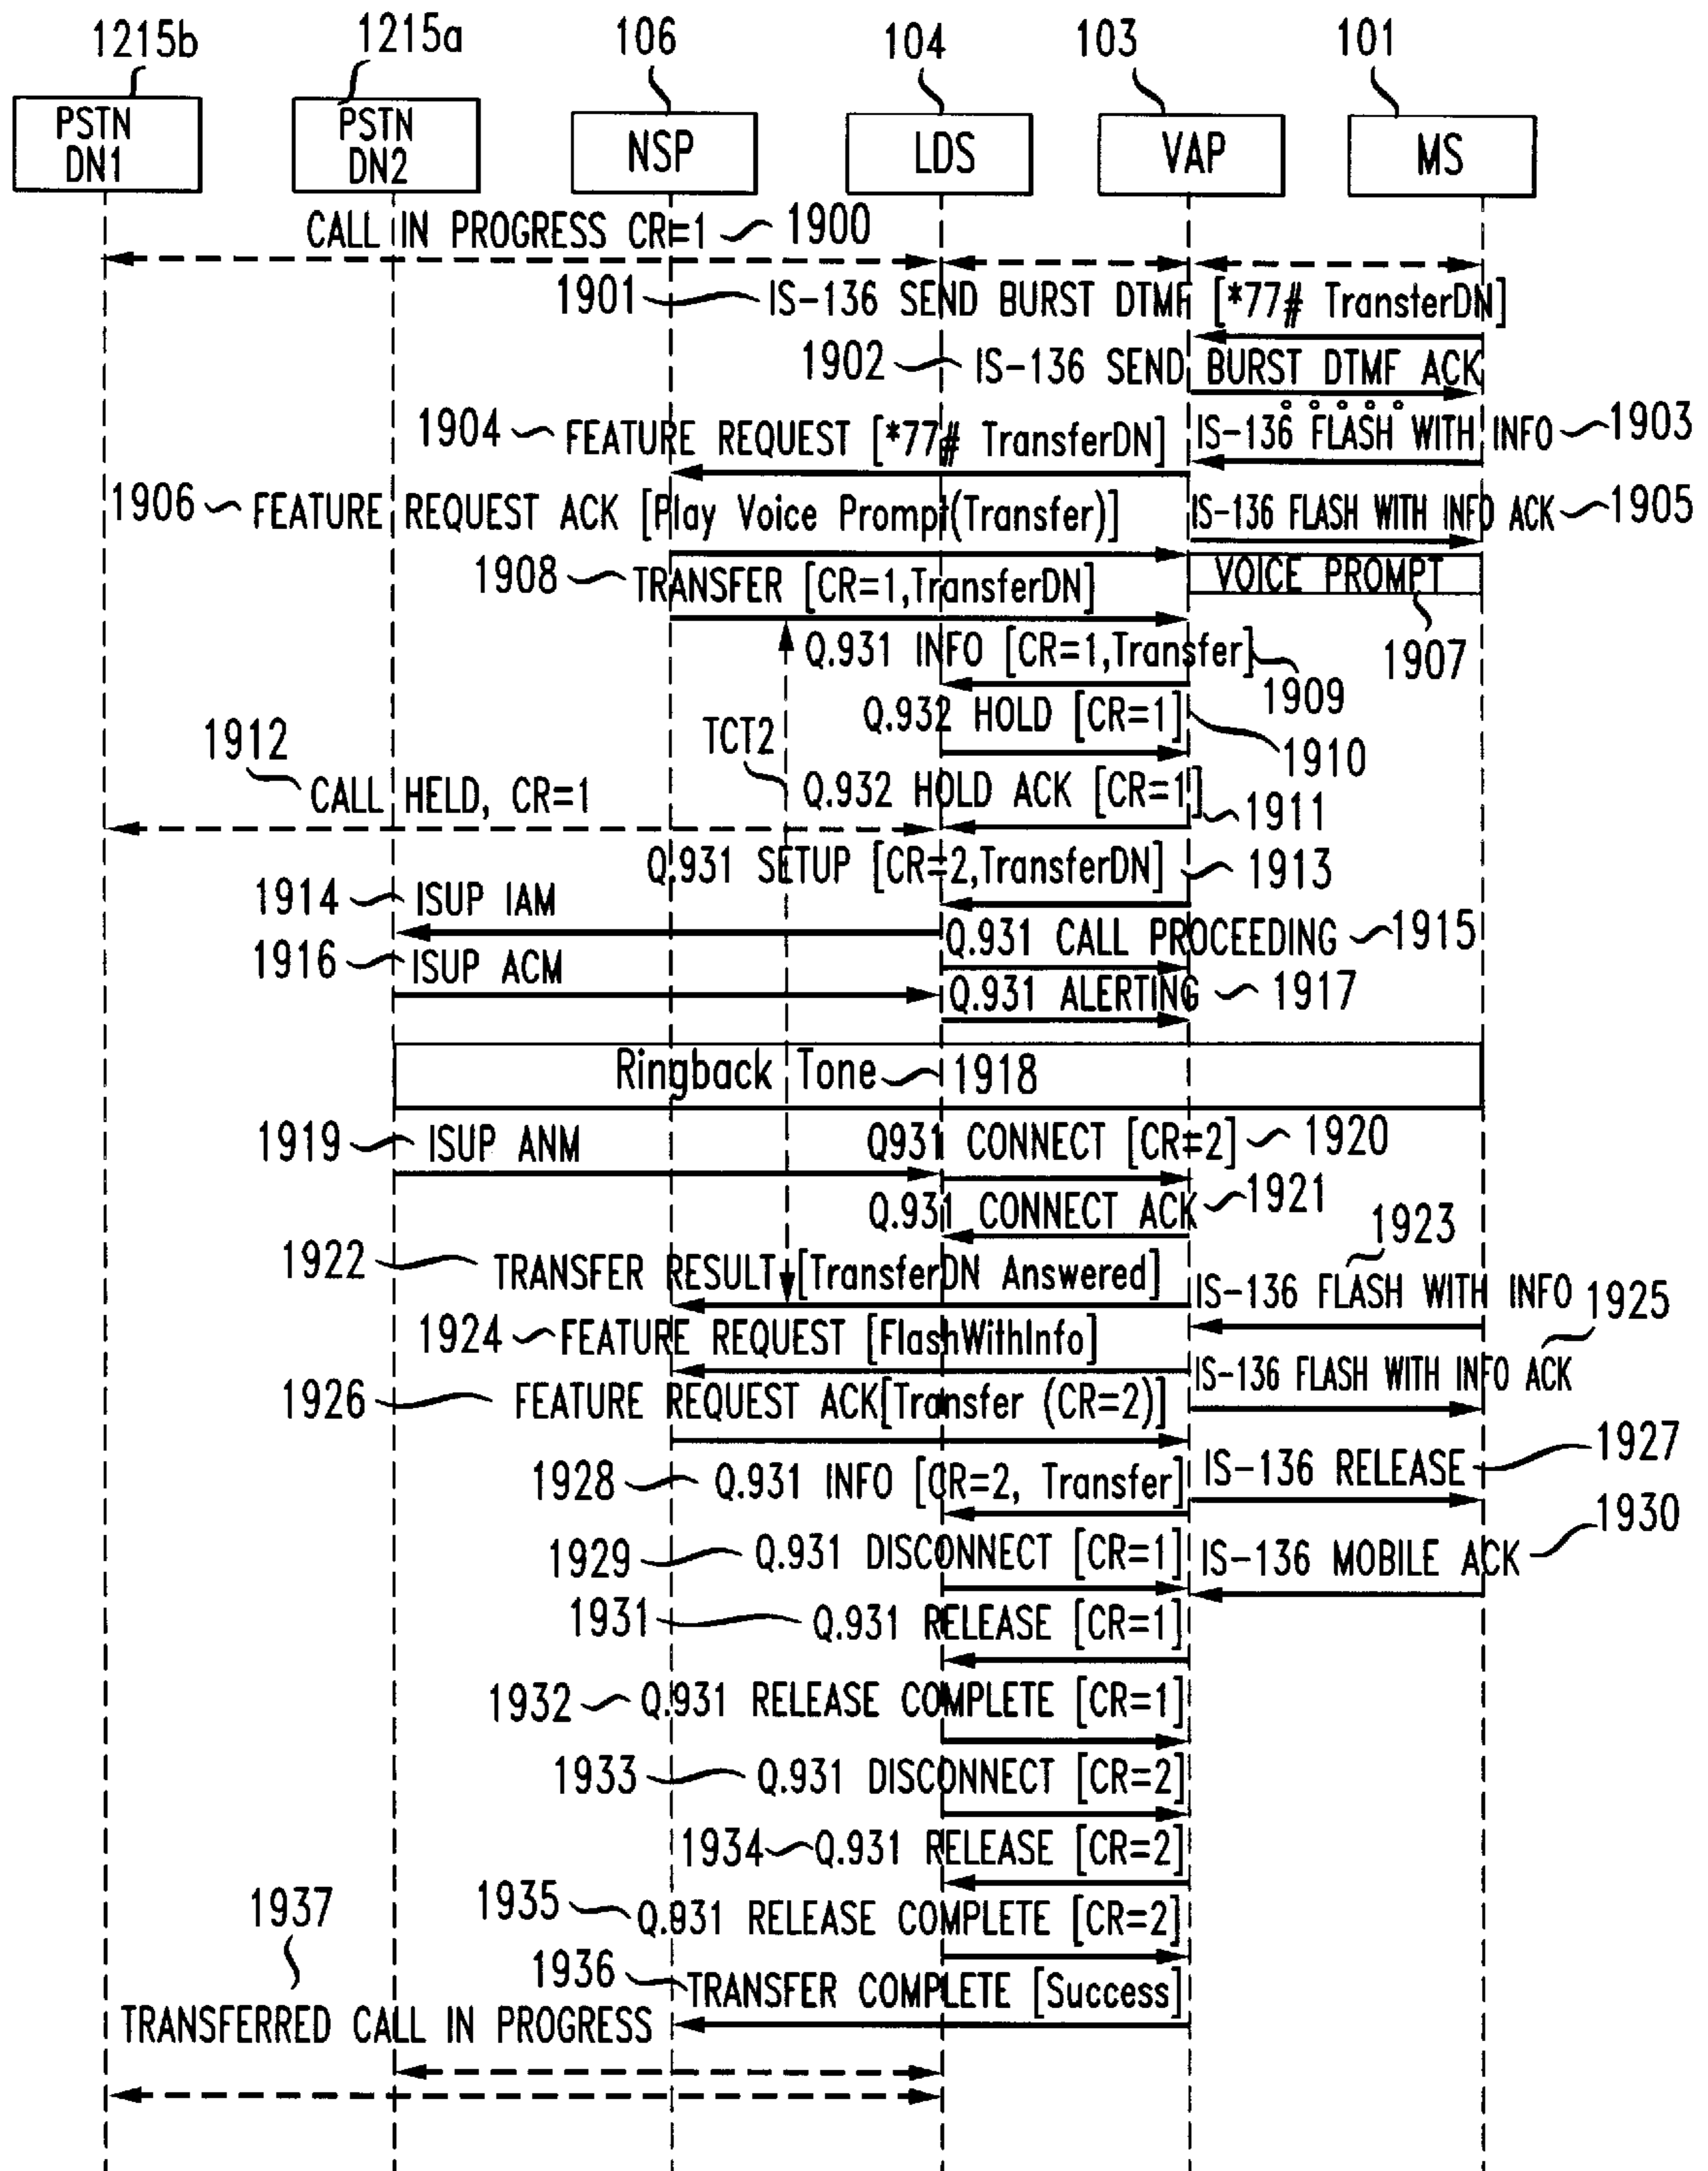 1215b 1215a 106 104 103 101
PSTN DN1
PSTN DN2
NSP
LDS
VAP
MS
CALL IN PROGRESS CR=1 1900
1901 IS-136 SEND BURST DTMF [*77# TransterDN]
1902 IS-136 SEND BURST DTMF ACK
1904 FEATURE REQUEST [*77# TransferDN]
IS-136 FLASH WITH INFO 1903
1906 FEATURE REQUEST ACK [Play Voice Prompt(Transfer)]
IS-136 FLASH WITH INFO ACK 1905
1908 TRANSFER [CR=1,TransferDN]
VOICE PROMPT
1907
Q.931 INFO [CR=1,Transfer]
1909
Q.932 HOLD [CR=1]
1910
TCT2
1912
CALL HELD, CR=1
Q.932 HOLD ACK [CR=1]
1911
Q.931 SETUP [CR=2,TransferDN] 1913
1914 ISUP IAM
Q.931 CALL PROCEEDING 1915
1916 ISUP ACM
Q.931 ALERTING 1917
Ringback Tone 1918
1919 ISUP ANM
Q931 CONNECT [CR=2] 1920
Q.931 CONNECT ACK 1921
1922 TRANSFER RESULT [TransferDN Answered]
1923
IS-136 FLASH WITH INFO
1924 FEATURE REQUEST [FlashWithInfo]
1925
IS-136 FLASH WITH INFO ACK
1926 FEATURE REQUEST ACK[Transfer (CR=2)]
1927
IS-136 RELEASE
1928 Q.931 INFO [CR=2, Transfer]
1929 Q.931 DISCONNECT [CR=1]
1930
IS-136 MOBILE ACK
1931 Q.931 RELEASE [CR=1]
1932 Q.931 RELEASE COMPLETE [CR=1]
1933 Q.931 DISCONNECT [CR=2]
1934 Q.931 RELEASE [CR=2]
1935 Q.931 RELEASE COMPLETE [CR=2]
1936 TRANSFER COMPLETE [Success]
1937
TRANSFERRED CALL IN PROGRESS